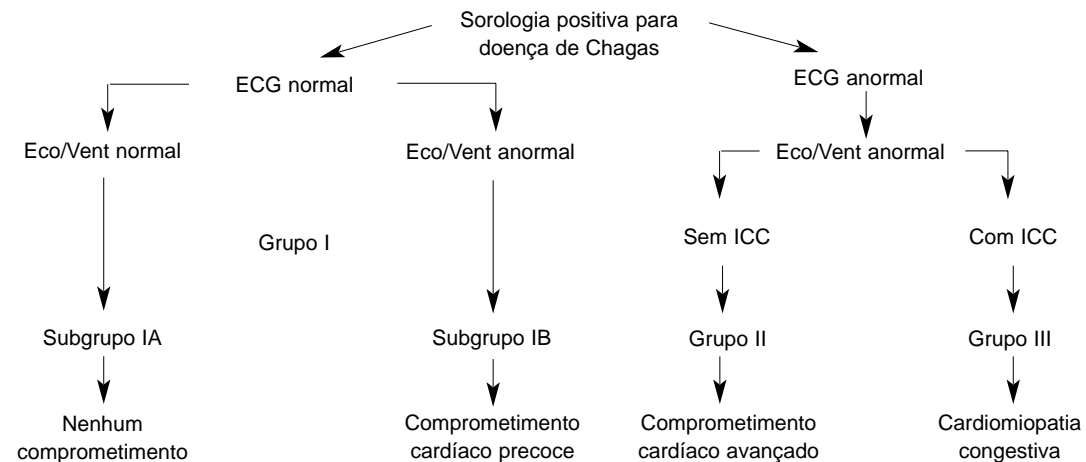 Sorologia positiva para
doença de Chagas
ECG normal
ECG anormal
Eco/Vent normal
Eco/Vent anormal
Eco/Vent anormal
Grupo I
Sem ICC
Com ICC
Subgrupo IA
Subgrupo IB
Grupo II
Grupo III
Nenhum
comprometimento
Comprometimento
cardíaco precoce
Comprometimento
cardíaco avançado
Cardiomiopatia
congestiva